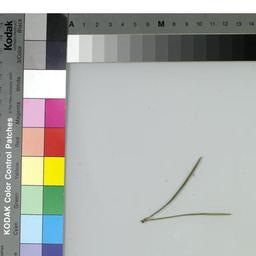 A 1 2 3 4 5 6 M 8 9 10 11 12 13 14
Kodak
KODAK Color Control Patches
Black
3/Color
White
Magenta
Red
Yellow
Green
Cyan
Blue